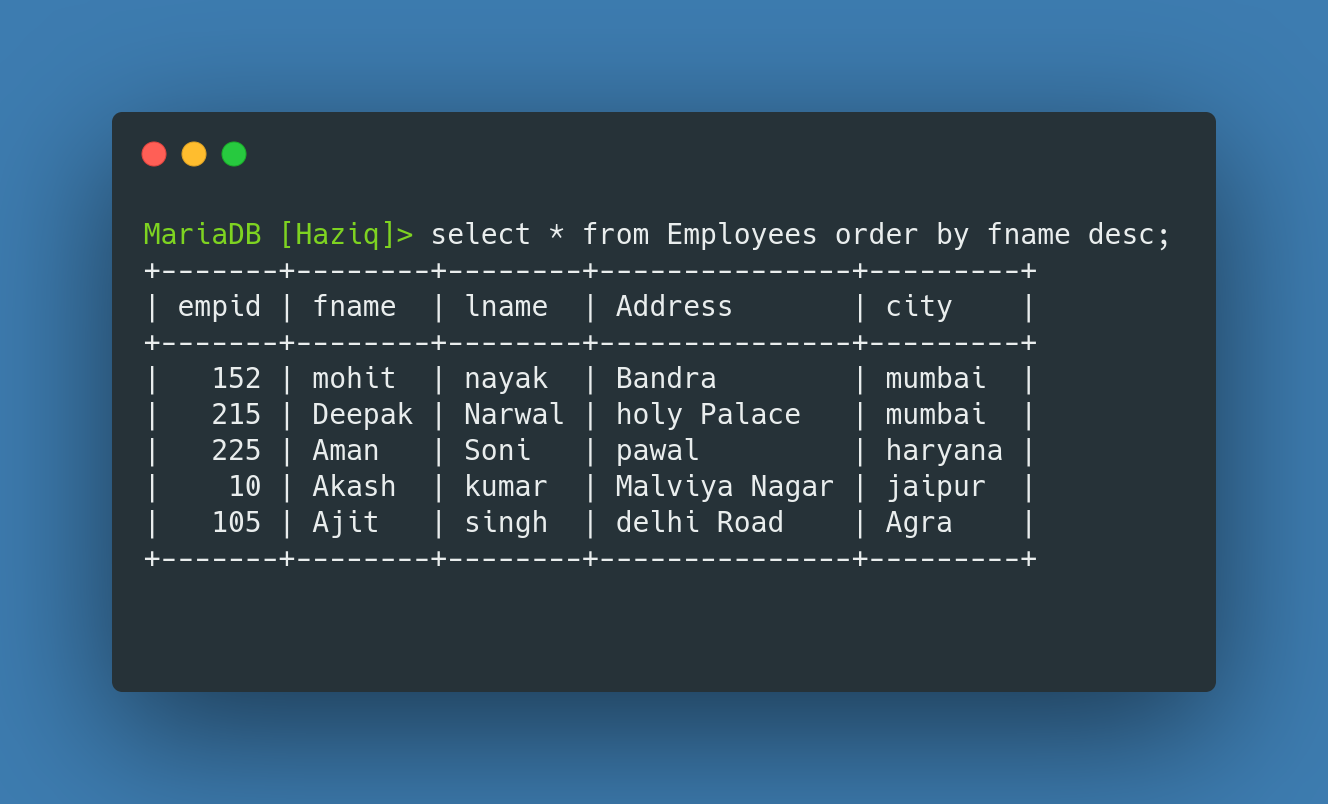 MariaDB [Haziq]> select * from Employees order by fname desc;
+-------+--------+--------+---------------+---------+
| empid | fname  | lname  | Address       | city    |
+-------+--------+--------+---------------+---------+
|   152 | mohit  | nayak  | Bandra        | mumbai  |
|   215 | Deepak | Narwal | holy Palace   | mumbai  |
|   225 | Aman   | Soni   | pawal         | haryana |
|    10 | Akash  | kumar  | Malviya Nagar | jaipur  |
|   105 | Ajit   | singh  | delhi Road    | Agra    |
+-------+--------+--------+---------------+---------+